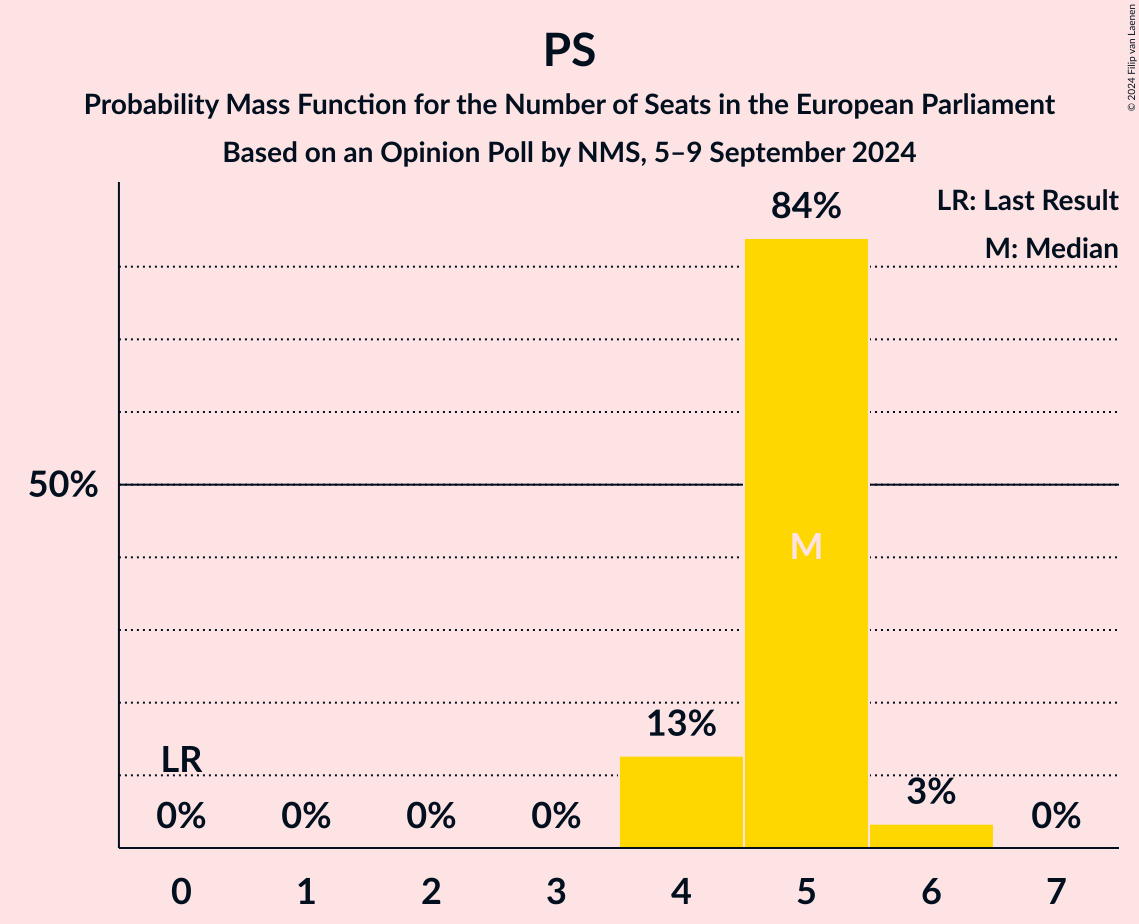 PS
Probability Mass Function for the Number of Seats in the European Parliament
Based on an Opinion Poll by NMS, 5–9 September 2024
© 2024 Filip van Laenen
LR: Last Result
M: Median
84%
50%
M
13%
LR
3%
0% 0% 0% 0% 0%
0 1 2 3 4 5 6 7